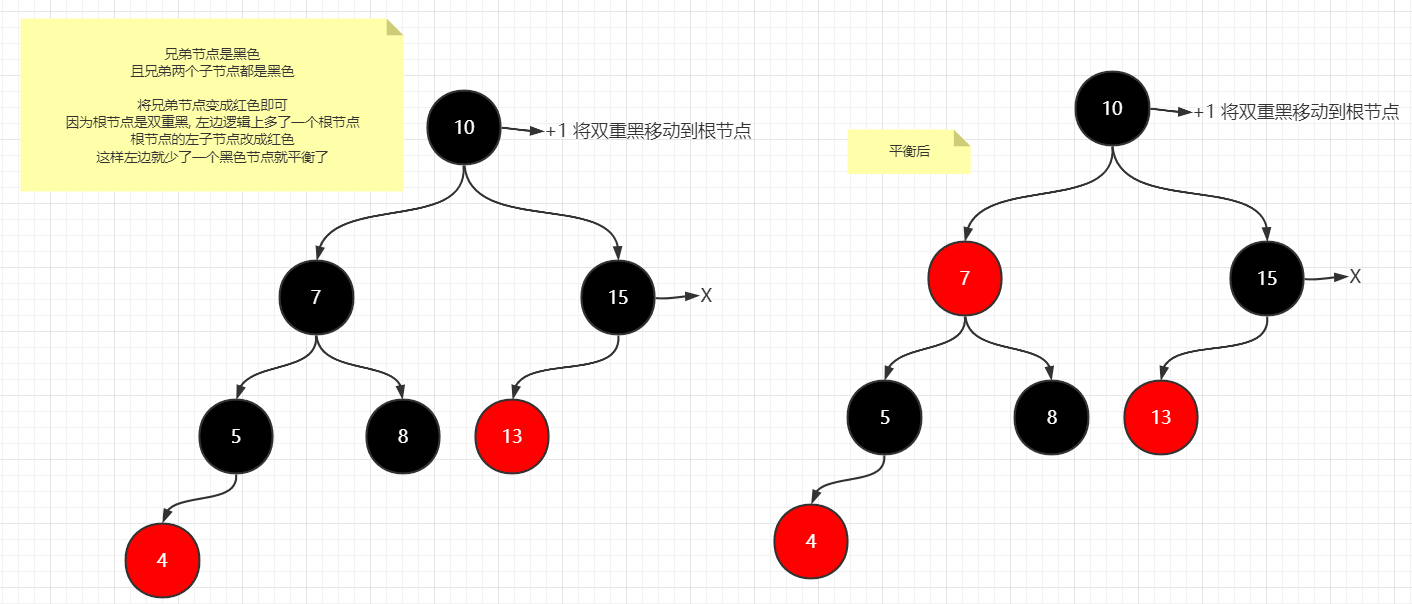 兄弟节点是黑色
且兄弟两个子节点都是黑色
将兄弟节点变成红色即可
因为根节点是双重黑, 左边逻辑上多了一个根节点
根节点的左子节点改成红色
这样左边就少了一个黑色节点就平衡了
10
+1 将双重黑移动到根节点
7
15
X
5
8
13
4
平衡后
10
+1 将双重黑移动到根节点
7
15
X
5
8
13
4